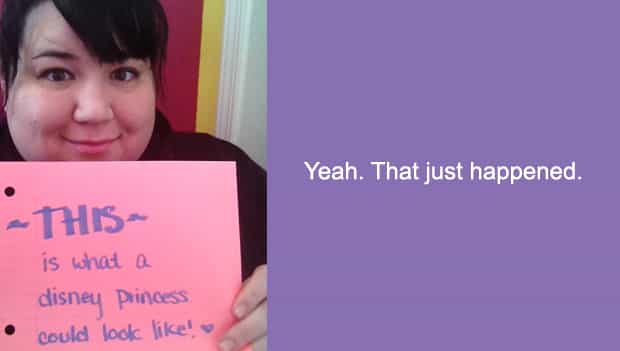 ~THIS~
is what a
disney Princess
could look like! ♥
Yeah. That just happened.